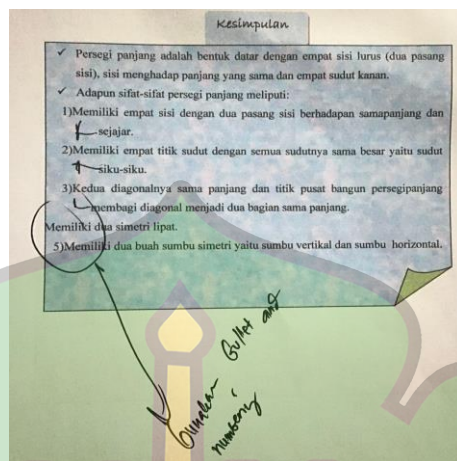 Kesimpulan
✓ Persegi panjang adalah bentuk datar dengan empat sisi lurus (dua pasang
sisi), sisi menghadap panjang yang sama dan empat sudut kanan.
✓ Adapun sifat-sifat persegi panjang meliputi:
1)Memiliki empat sisi dengan dua pasang sisi berhadapan samapanjang dan
sejajar.
2)Memiliki empat titik sudut dengan semua sudutnya sama besar yaitu sudut
siku-siku.
3)Kedua diagonalnya sama panjang dan titik pusat bangun persegipanjang
membagi diagonal menjadi dua bagian sama panjang.
Memiliki dua simetri lipat.
5)Memiliki dua buah sumbu simetri yaitu sumbu vertikal dan sumbu horizontal.
Gunakan Bullet and
numbering